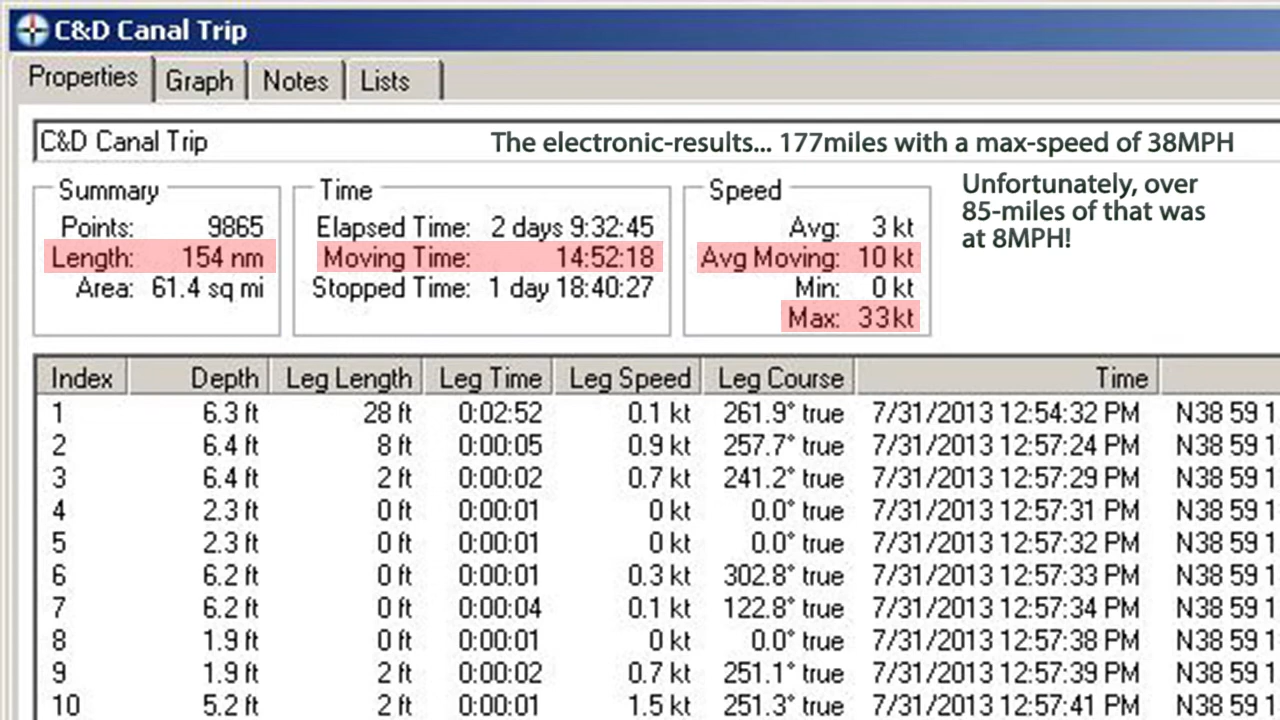 C&D Canal Trip
Properties Graph Notes Lists
C&D Canal Trip The electronic-results... 177miles with a max-speed of 38MPH
Unfortunately, over
85-miles of that was
at 8MPH!
Summary Time Speed
Points: 9865 Elapsed Time: 2 days 9:32:45 Avg: 3 kt
Length: 154 nm Moving Time: 14:52:18 Avg Moving: 10 kt
Area: 61.4 sq mi Stopped Time: 1 day 18:40:27 Min: 0 kt
Max: 33 kt
Index Depth Leg Length Leg Time Leg Speed Leg Course Time
1 6.3 ft 28 ft 0:02:52 0.1 kt 261.9° true 7/31/2013 12:54:32 PM N38 59 1
2 6.4 ft 8 ft 0:00:05 0.9 kt 257.7° true 7/31/2013 12:57:24 PM N38 59 1
3 6.4 ft 2 ft 0:00:02 0.7 kt 241.2° true 7/31/2013 12:57:29 PM N38 59 1
4 2.3 ft 0 ft 0:00:01 0 kt 0.0° true 7/31/2013 12:57:31 PM N38 59 1
5 2.3 ft 0 ft 0:00:01 0 kt 0.0° true 7/31/2013 12:57:32 PM N38 59 1
6 6.2 ft 0 ft 0:00:01 0.3 kt 302.8° true 7/31/2013 12:57:33 PM N38 59 1
7 6.2 ft 0 ft 0:00:04 0.1 kt 122.8° true 7/31/2013 12:57:34 PM N38 59 1
8 1.9 ft 0 ft 0:00:01 0 kt 0.0° true 7/31/2013 12:57:38 PM N38 59 1
9 1.9 ft 2 ft 0:00:02 0.7 kt 251.1° true 7/31/2013 12:57:39 PM N38 59 1
10 5.2 ft 2 ft 0:00:01 1.5 kt 251.3° true 7/31/2013 12:57:41 PM N38 59 1